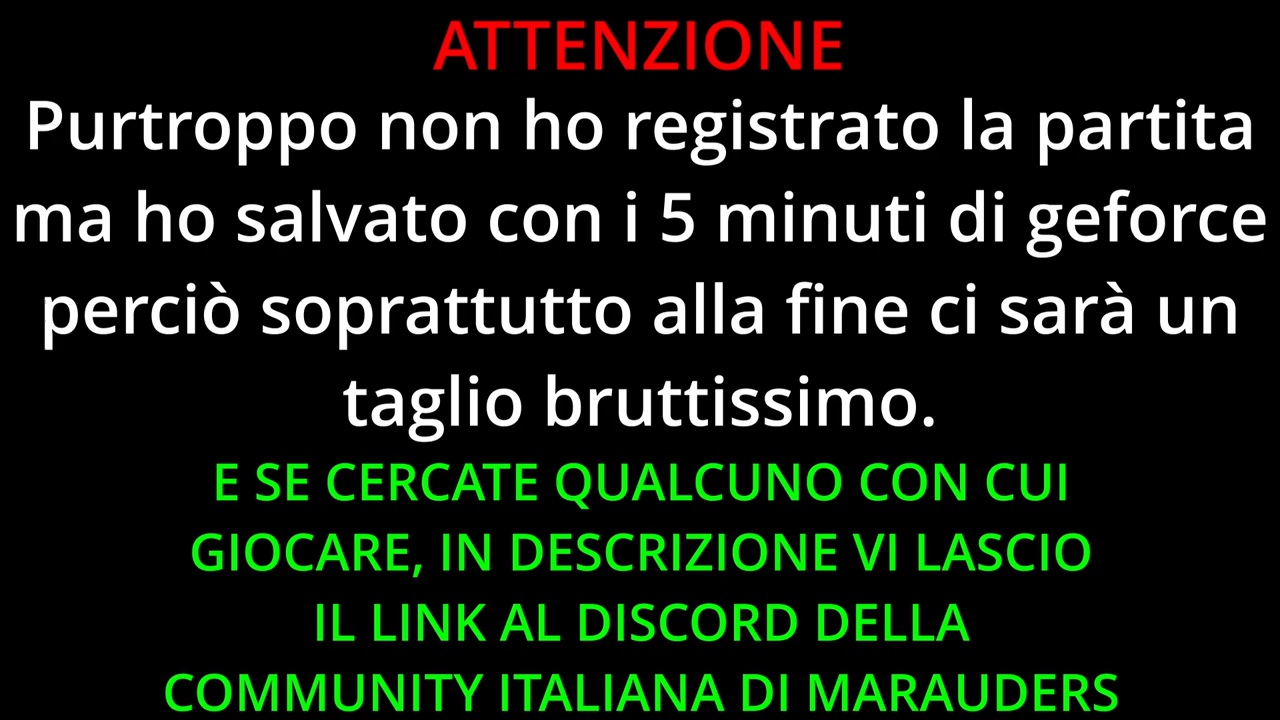 ATTENZIONE
Purtroppo non ho registrato la partita
ma ho salvato con i 5 minuti di geforce
perciò soprattutto alla fine ci sarà un
taglio bruttissimo.
E SE CERCATE QUALCUNO CON CUI
GIOCARE, IN DESCRIZIONE VI LASCIO
IL LINK AL DISCORD DELLA
COMMUNITY ITALIANA DI MARAUDERS